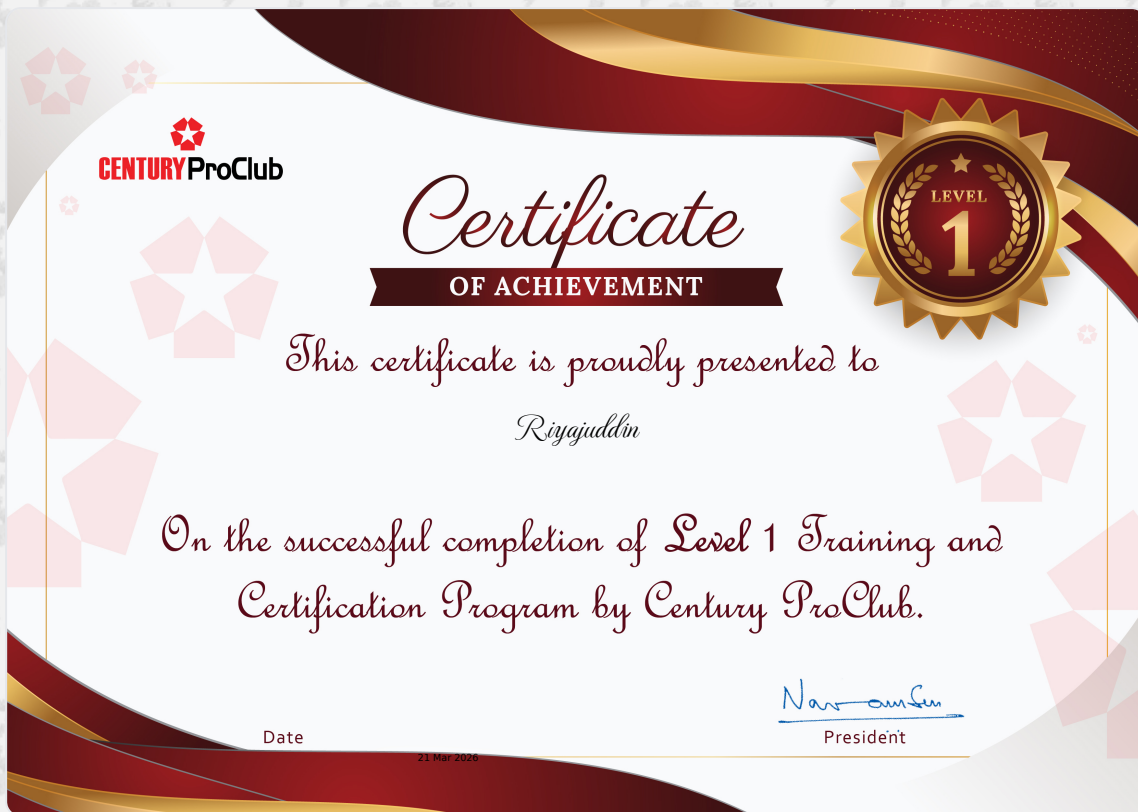 CENTURY ProClub
LEVEL
1
Certificate
OF ACHIEVEMENT
This certificate is proudly presented to
Riyajuddin
On the successful completion of Level 1 Training and
Certification Program by Century ProClub.
Date
President
21 Mar 2026